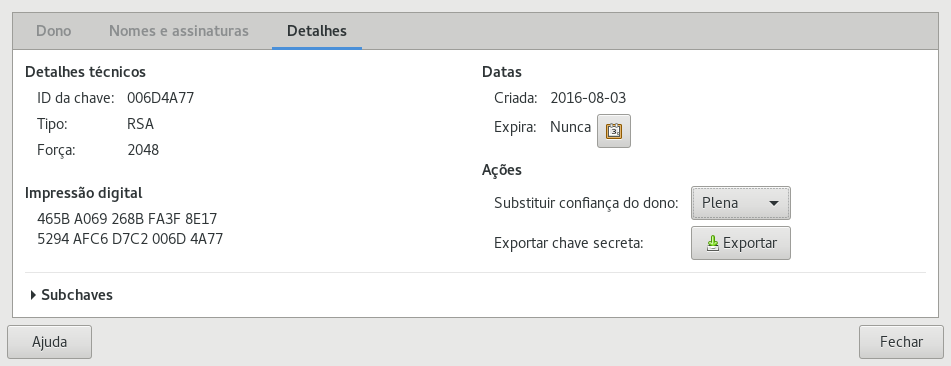 Dono Nomes e assinaturas Detalhes
Detalhes técnicos
ID da chave: 006D4A77
Tipo: RSA
Força: 2048
Impressão digital
465B A069 268B FA3F 8E17
5294 AFC6 D7C2 006D 4A77
Datas
Criada: 2016-08-03
Expira: Nunca
Ações
Substituir confiança do dono: Plena
Exportar chave secreta: Exportar
Subchaves
Ajuda Fechar